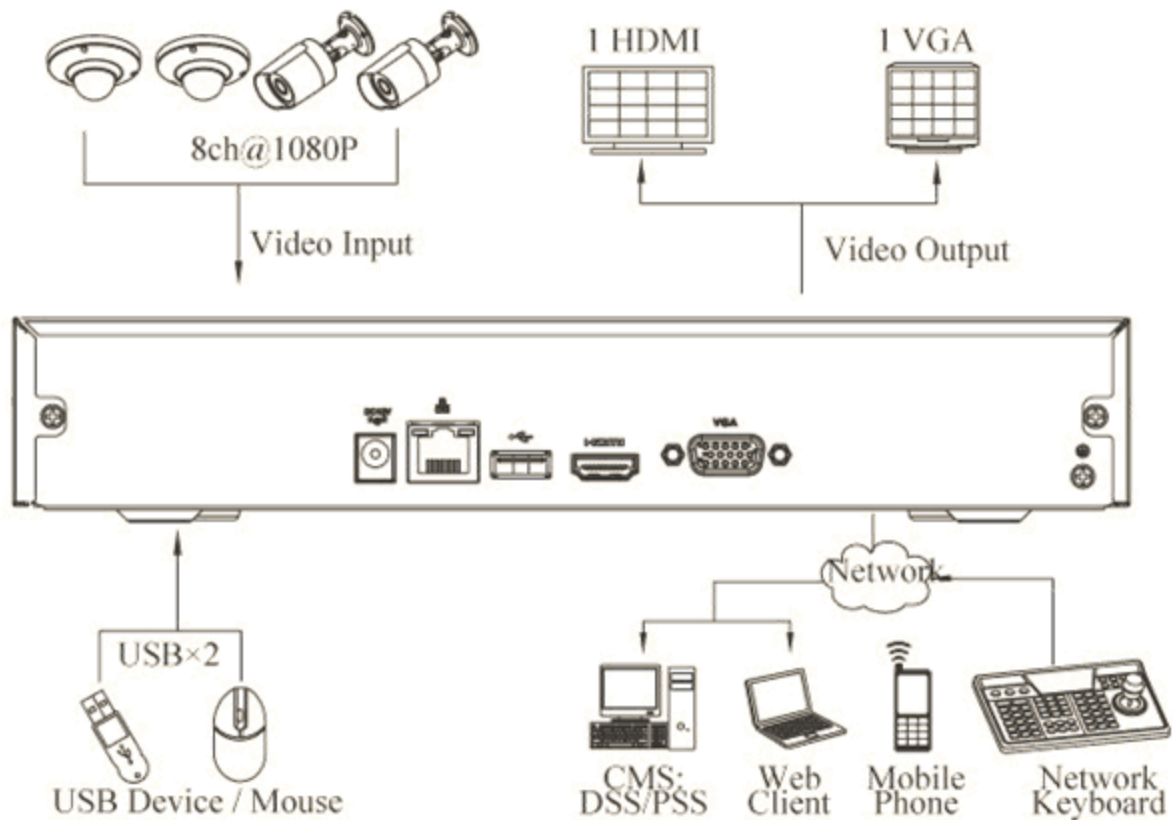 1 HDMI
1 VGA
8ch@1080P
Video Input
Video Output
HDMI
VGA
Network
USB×2
USB Device / Mouse
CMS:
DSS/PSS
Web
Client
Mobile
Phone
Network
Keyboard